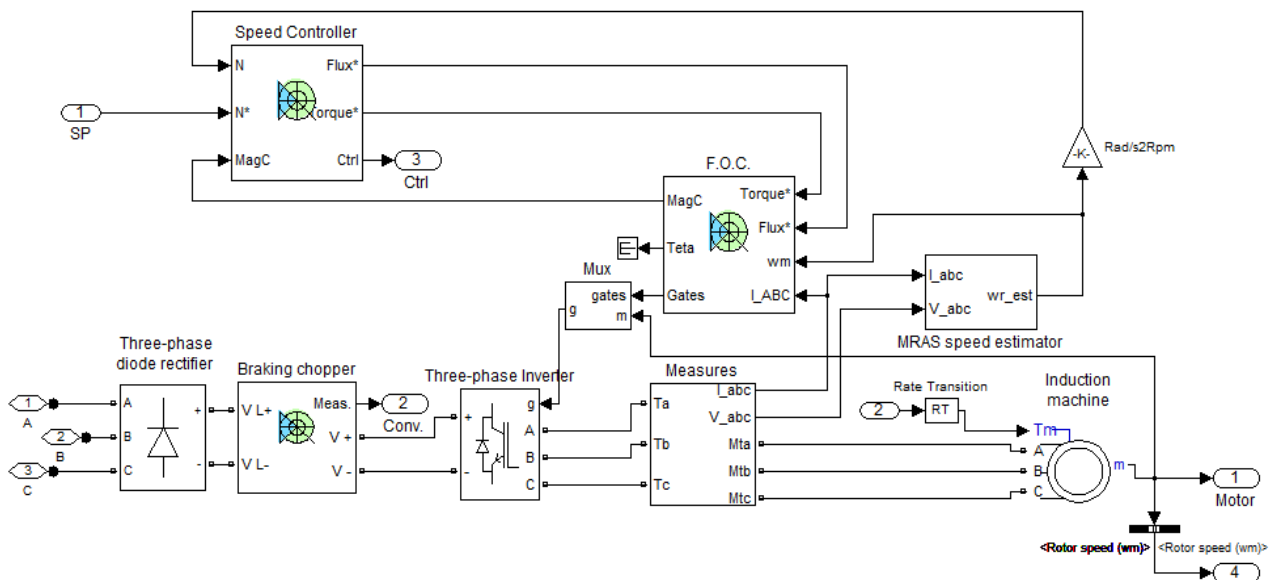 Speed Controller
N
Flux*
1
SP
N*
orque*
MagC
Ctrl
3
Ctrl
-K-
Rad/s2Rpm
F.O.C.
MagC
Torque*
Flux*
Teta
wm
Gates
I_ABC
Mux
gates
g
m
I_abc
wr_est
V_abc
MRAS speed estimator
Three-phase
diode rectifier
1
A
2
B
3
C
A
+
B
C
-
Braking chopper
V L+
Meas.
2
Conv.
V +
V L-
V -
Three-phase Inverter
g
+
A
B
-
C
Measures
I_abc
Ta
V_abc
Tb
Mta
Mtb
Tc
Mtc
Rate Transition
2
RT
Induction
machine
Tm
A
B
C
m
1
Motor
<Rotor speed (wm)>
<Rotor speed (wm)>
4